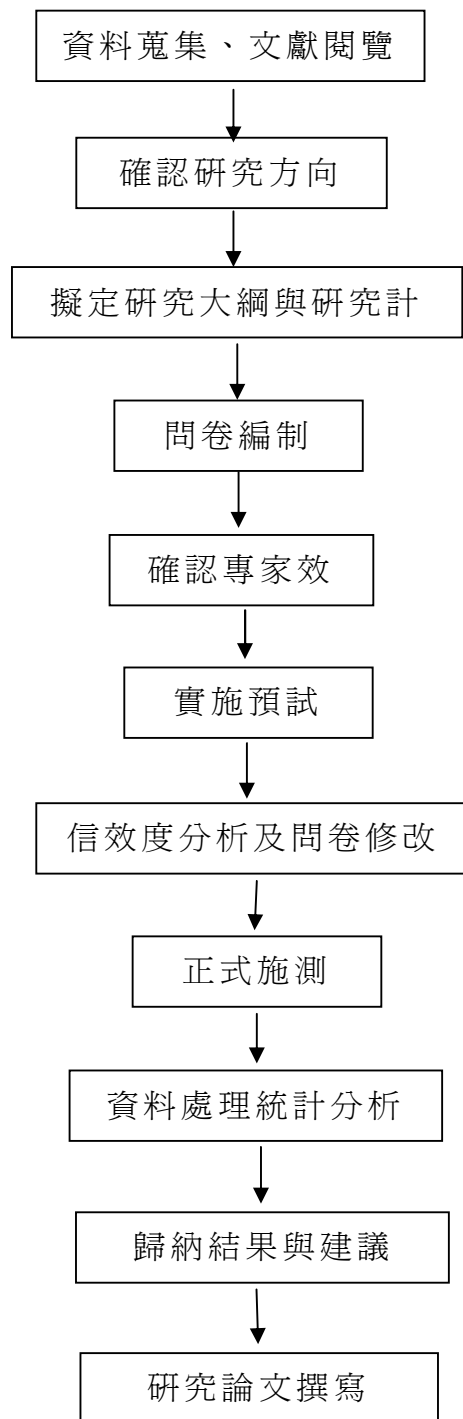 資料蒐集、文獻閱覽
確認研究方向
擬定研究大綱與研究計
問卷編制
確認專家效
實施預試
信效度分析及問卷修改
正式施測
資料處理統計分析
歸納結果與建議
研究論文撰寫